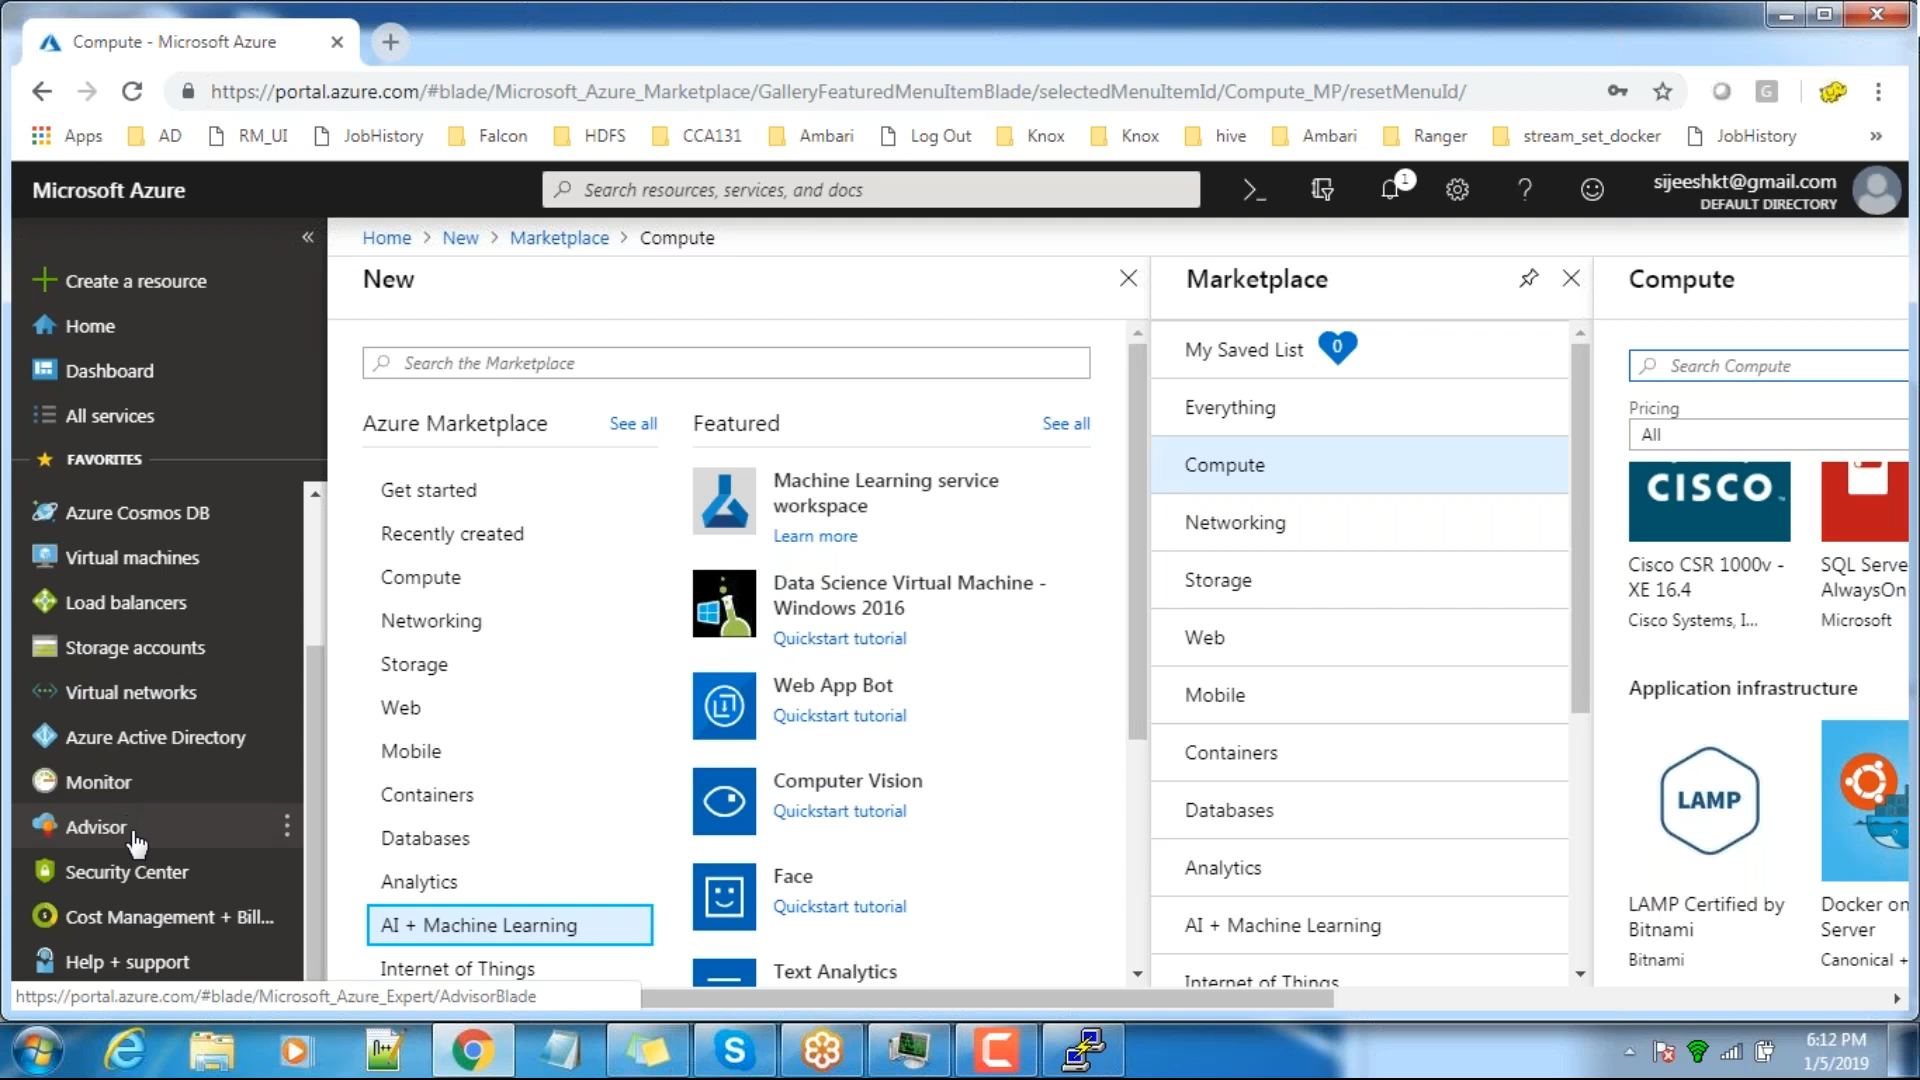 Compute - Microsoft Azure
https://portal.azure.com/#blade/Microsoft_Azure_Marketplace/GalleryFeaturedMenuItemBlade/selectedMenuItemId/Compute_MP/resetMenuId/
G
Apps AD RM_UI JobHistory Falcon HDFS CCA131 Ambari Log Out Knox Knox hive Ambari Ranger stream_set_docker JobHistory »
Microsoft Azure
Search resources, services, and docs
1
sijeeshkt@gmail.com
DEFAULT DIRECTORY
«
Create a resource
Home
Dashboard
All services
FAVORITES
Azure Cosmos DB
Virtual machines
Load balancers
Storage accounts
Virtual networks
Azure Active Directory
Monitor
Advisor
Security Center
Cost Management + Bill...
Help + support
https://portal.azure.com/#blade/Microsoft_Azure_Expert/AdvisorBlade
Home > New > Marketplace > Compute
New
Search the Marketplace
Azure Marketplace See all
Get started
Recently created
Compute
Networking
Storage
Web
Mobile
Containers
Databases
Analytics
AI + Machine Learning
Internet of Things
Featured See all
Machine Learning service
workspace
Learn more
Data Science Virtual Machine -
Windows 2016
Quickstart tutorial
Web App Bot
Quickstart tutorial
Computer Vision
Quickstart tutorial
Face
Quickstart tutorial
Text Analytics
Marketplace
My Saved List 0
Everything
Compute
Networking
Storage
Web
Mobile
Containers
Databases
Analytics
AI + Machine Learning
Internet of Things
Compute
Search Compute
Pricing
All
CISCO
Cisco CSR 1000v -
XE 16.4
Cisco Systems, I...
SQL Serve
AlwaysOn
Microsoft
Application infrastructure
LAMP
LAMP Certified by
Bitnami
Bitnami
Docker on
Server
Canonical +
6:12 PM
1/5/2019